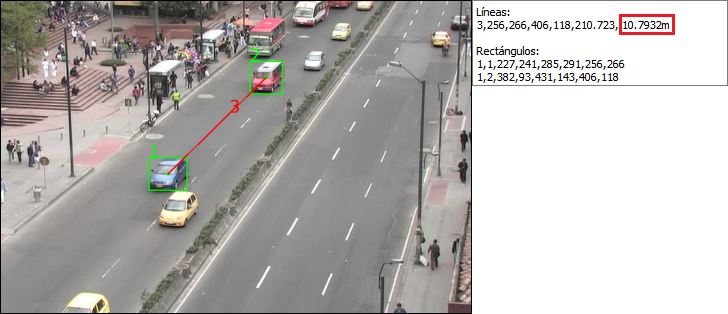 3
2
1
Líneas:
3,256,266,406,118,210.723, 10.7932m
Rectángulos:
1,1,227,241,285,291,256,266
1,2,382,93,431,143,406,118